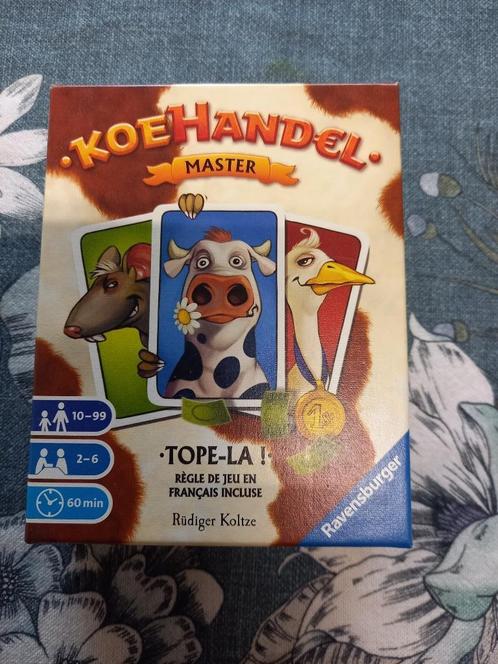 ·KOEHANDEL·
MASTER
10–99
2–6
60 min
·TOPE-LA !·
RÈGLE DE JEU EN
FRANÇAIS INCLUSE
Rüdiger Koltze
Ravensburger